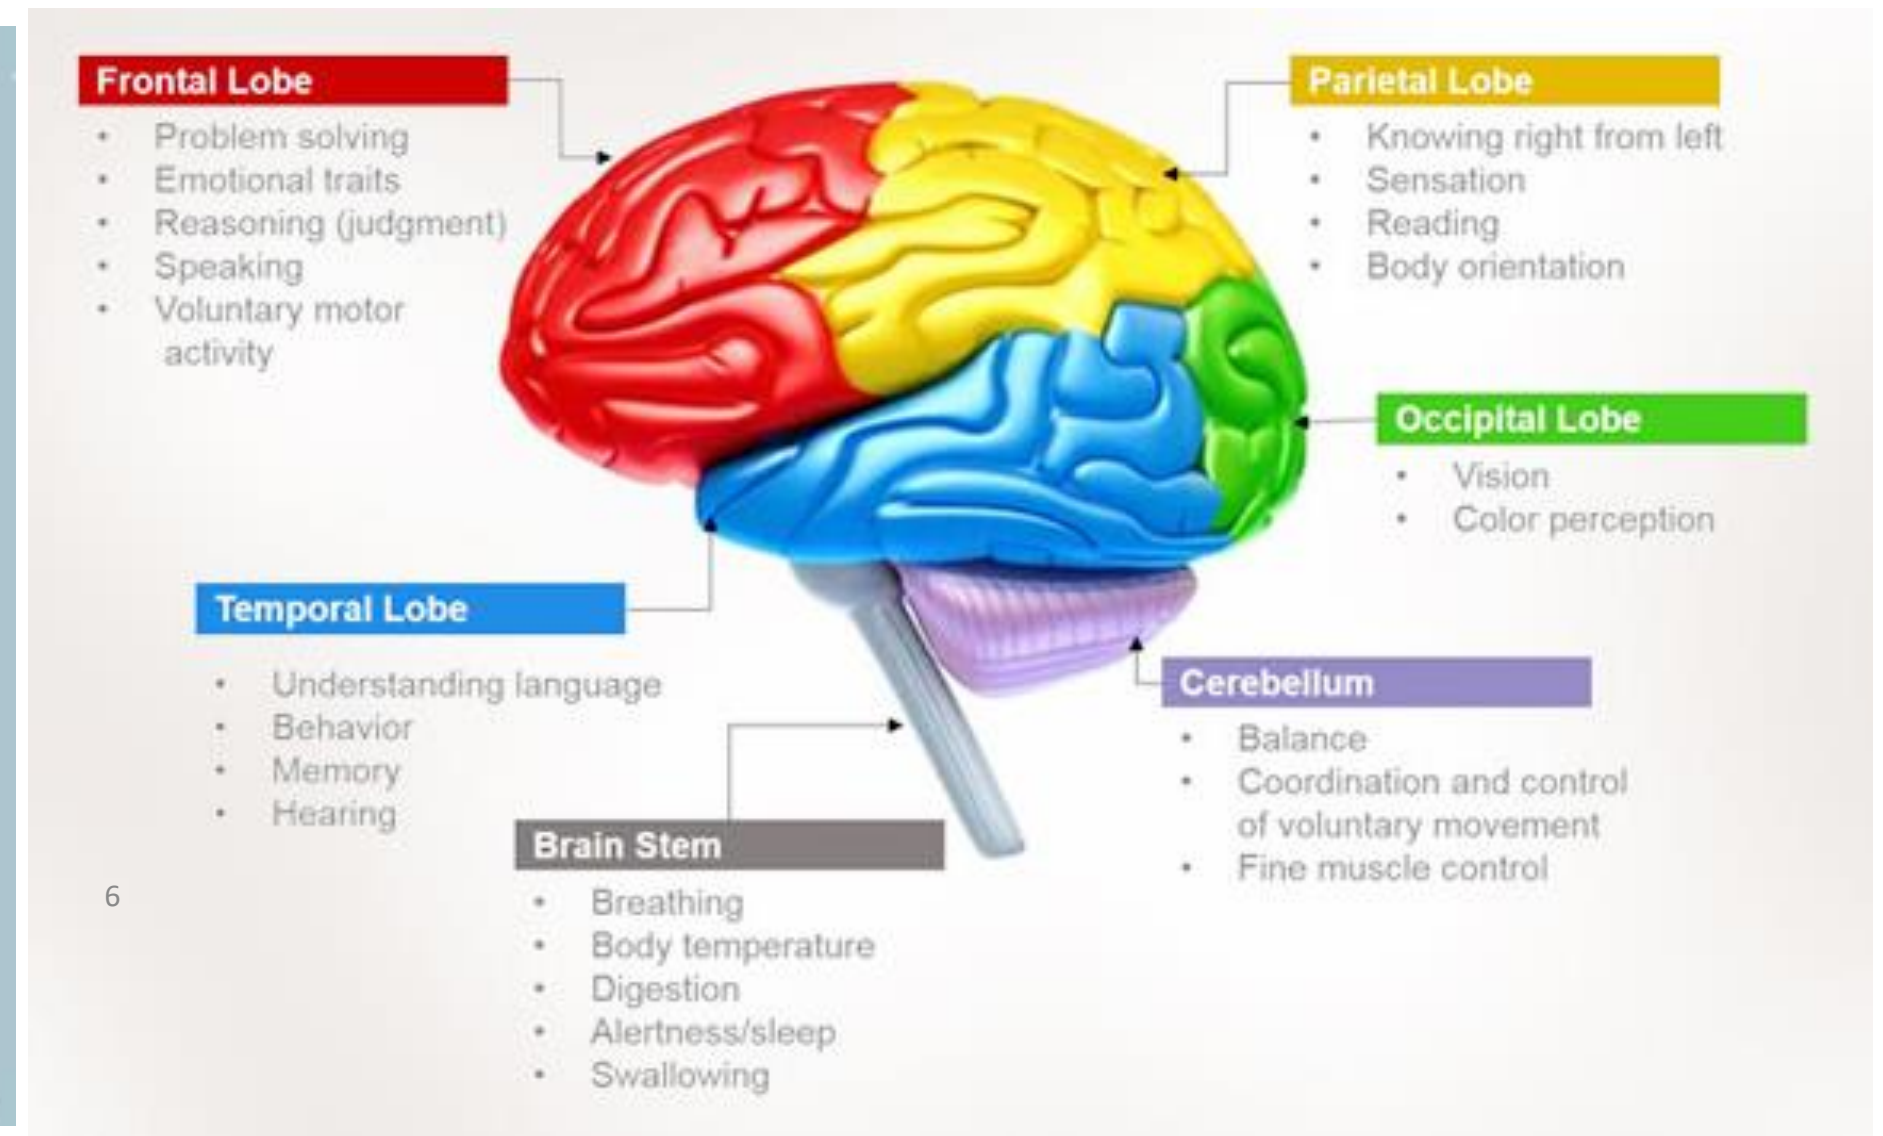 Frontal Lobe
• Problem solving
• Emotional traits
• Reasoning (judgment)
• Speaking
• Voluntary motor
activity
Parietal Lobe
• Knowing right from left
• Sensation
• Reading
• Body orientation
Occipital Lobe
• Vision
• Color perception
Temporal Lobe
• Understanding language
• Behavior
• Memory
• Hearing
Cerebellum
• Balance
• Coordination and control
of voluntary movement
• Fine muscle control
Brain Stem
• Breathing
• Body temperature
• Digestion
• Alertness/sleep
• Swallowing
6